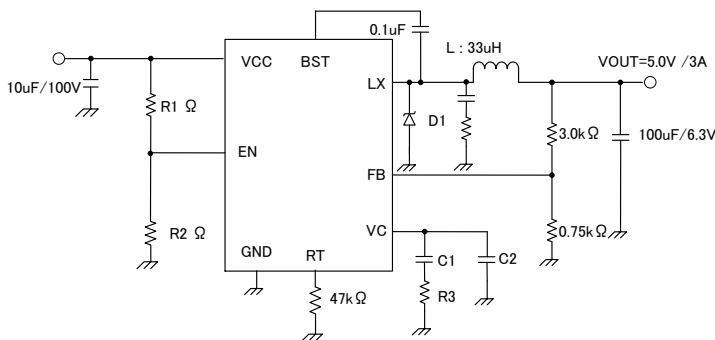 0.1uF
L : 33uH
VOUT=5.0V /3A
VCC
BST
LX
10uF/100V
R1 Ω
D1
3.0kΩ
100uF/6.3V
EN
FB
R2 Ω
VC
0.75kΩ
GND
RT
C1
C2
47kΩ
R3